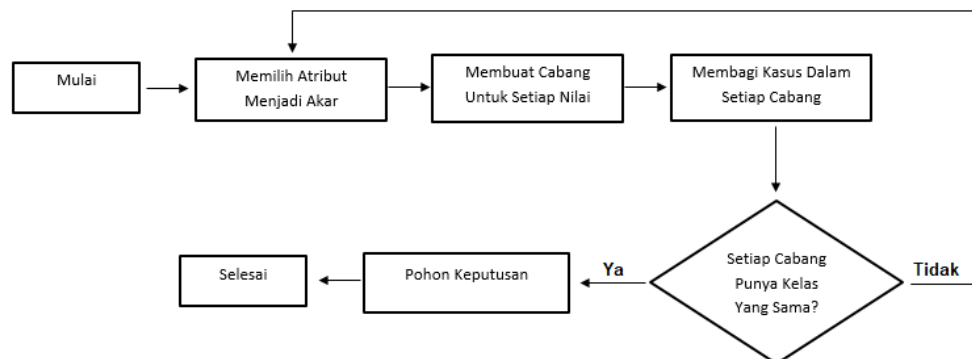 Mulai
Memilih Atribut
Menjadi Akar
Membuat Cabang
Untuk Setiap Nilai
Membagi Kasus Dalam
Setiap Cabang
Setiap Cabang
Punya Kelas
Yang Sama?
Tidak
Ya
Pohon Keputusan
Selesai